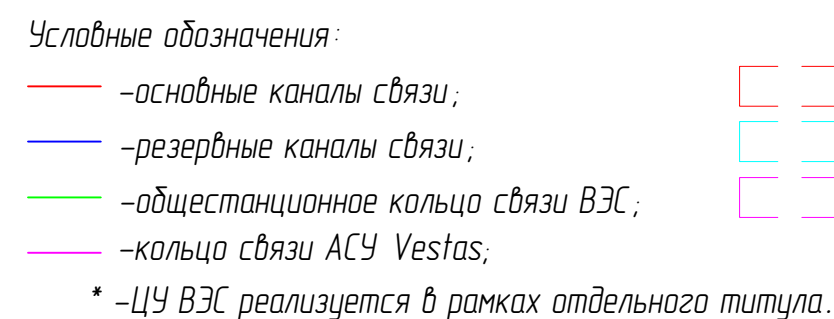 Условные обозначения:
–основные каналы связи;
–резервные каналы связи;
–общестанционное кольцо связи ВЭС;
–кольцо связи АСУ Vestas;
* –ЦУ ВЭС реализуется в рамках отдельного титула.